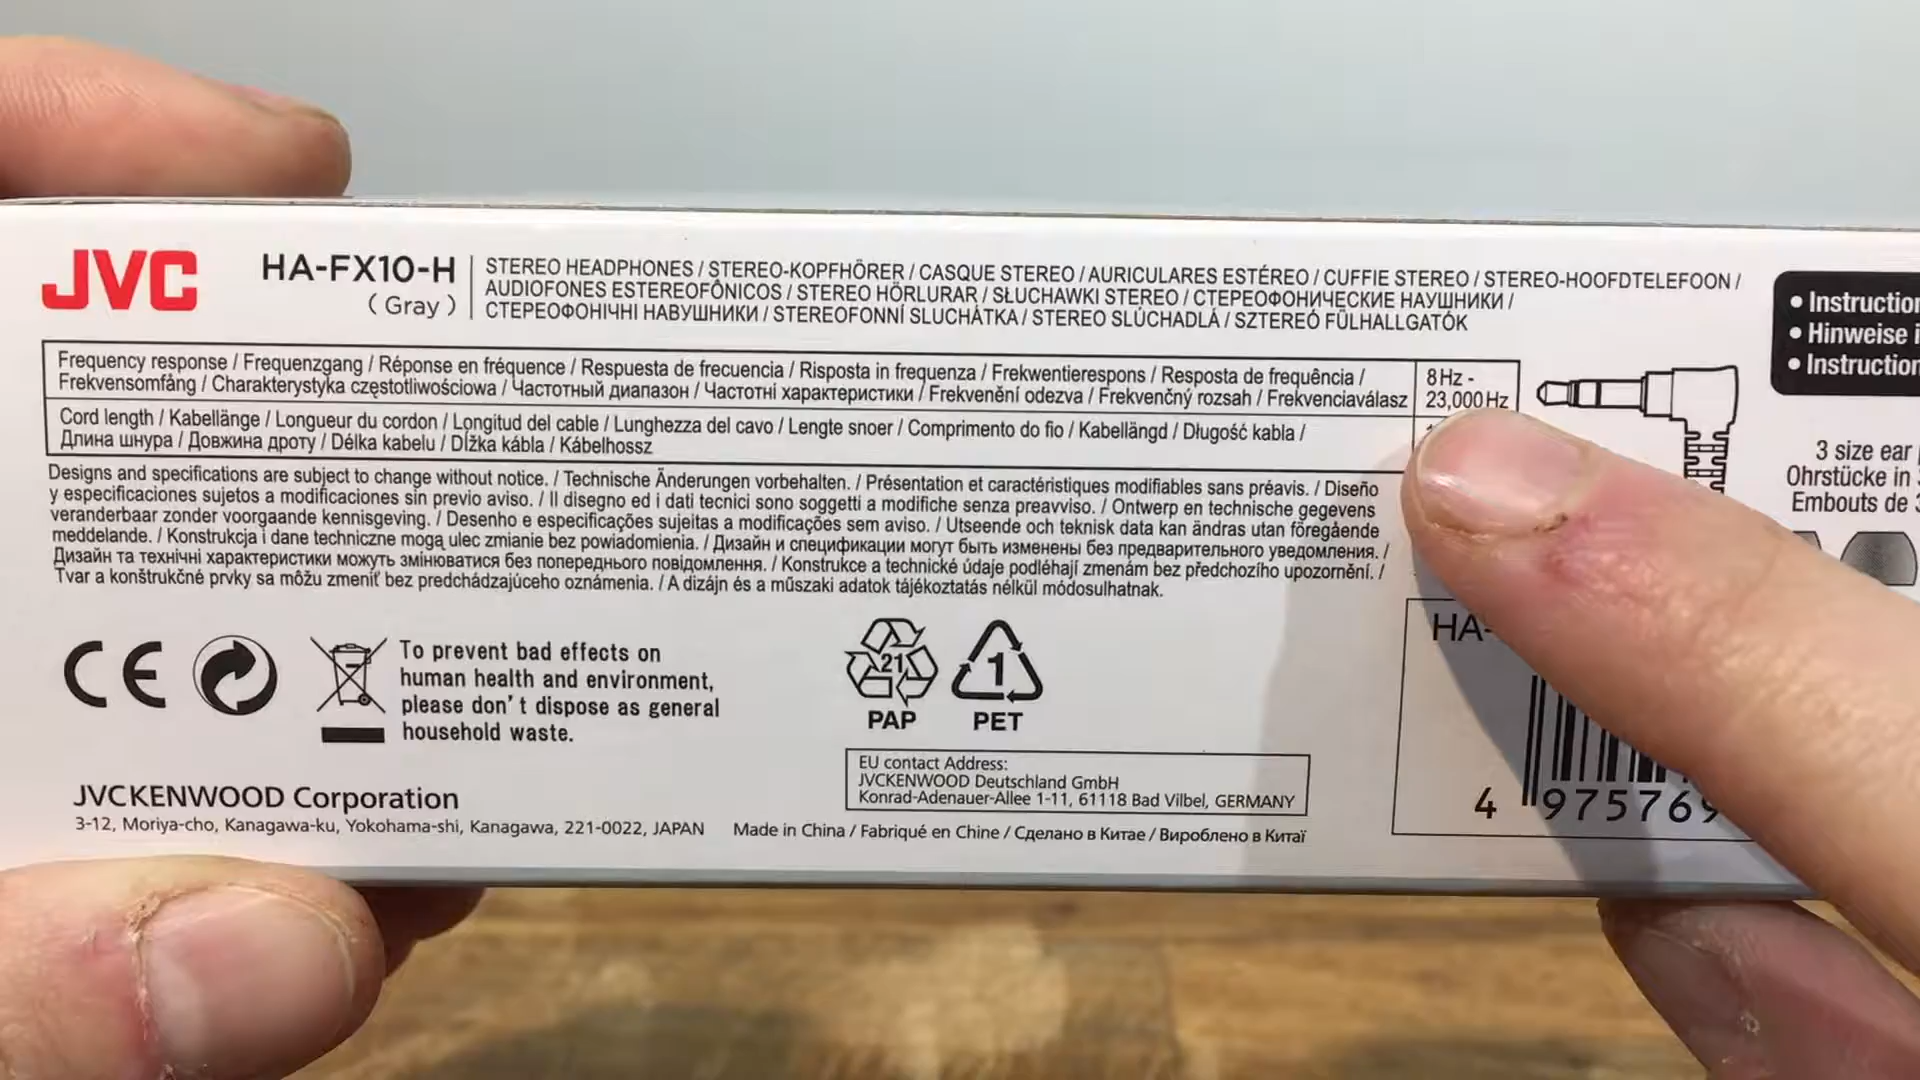 JVC
HA-FX10-H
( Gray )
STEREO HEADPHONES / STEREO-KOPFHÖRER / CASQUE STEREO / AURICULARES ESTÉREO / CUFFIE STEREO / STEREO-HOOFDTELEFOON /
AUDIOFONES ESTEREOFÔNICOS / STEREO HÖRLURAR / SŁUCHAWKI STEREO / СТЕРЕОФОНИЧЕСКИЕ НАУШНИКИ /
СТЕРЕОФОНІЧНІ НАВУШНИКИ / STEREOFONNÍ SLUCHÁTKA / STEREO SLÚCHADLÁ / SZTEREÓ FÜLHALLGATÓK
Frequency response / Frequenzgang / Réponse en fréquence / Respuesta de frecuencia / Risposta in frequenza / Frekwentierespons / Resposta de frequência /
Frekvensomfång / Charakterystyka częstotliwościowa / Частотный диапазон / Частотні характеристики / Frekvenění odezva / Frekvenčný rozsah / Frekvenciaválasz
8 Hz -
23,000 Hz
Cord length / Kabellänge / Longueur du cordon / Longitud del cable / Lunghezza del cavo / Lengte snoer / Comprimento do fio / Kabellängd / Długość kabla /
Длина шнура / Довжина дроту / Délka kabelu / Dĺžka kábla / Kábelhossz
Designs and specifications are subject to change without notice. / Technische Änderungen vorbehalten. / Présentation et caractéristiques modifiables sans préavis. / Diseño
y especificaciones sujetos a modificaciones sin previo aviso. / Il disegno ed i dati tecnici sono soggetti a modifiche senza preavviso. / Ontwerp en technische gegevens
veranderbaar zonder voorgaande kennisgeving. / Desenho e especificações sujeitas a modificações sem aviso. / Utseende och teknisk data kan ändras utan föregående
meddelande. / Konstrukcja i dane techniczne mogą ulec zmianie bez powiadomienia. / Дизайн и спецификации могут быть изменены без предварительного уведомления. /
Дизайн та технічні характеристики можуть змінюватися без попереднього повідомлення. / Konstrukce a technické údaje podléhají zmenám bez předchozího upozornění. /
Tvar a konštrukčné prvky sa môžu zmeniť bez predchádzajúceho oznámenia. / A dizájn és a műszaki adatok tájékoztatás nélkül módosulhatnak.
• Instruction
• Hinweise i
• Instruction
3 size ear
Ohrstücke in 3
Embouts de 3
CE
To prevent bad effects on
human health and environment,
please don't dispose as general
household waste.
21
PAP
1
PET
EU contact Address:
JVCKENWOOD Deutschland GmbH
Konrad-Adenauer-Allee 1-11, 61118 Bad Vilbel, GERMANY
HA-
4 975769
JVCKENWOOD Corporation
3-12, Moriya-cho, Kanagawa-ku, Yokohama-shi, Kanagawa, 221-0022, JAPAN
Made in China / Fabriqué en Chine / Сделано в Китае / Вироблено в Китаї